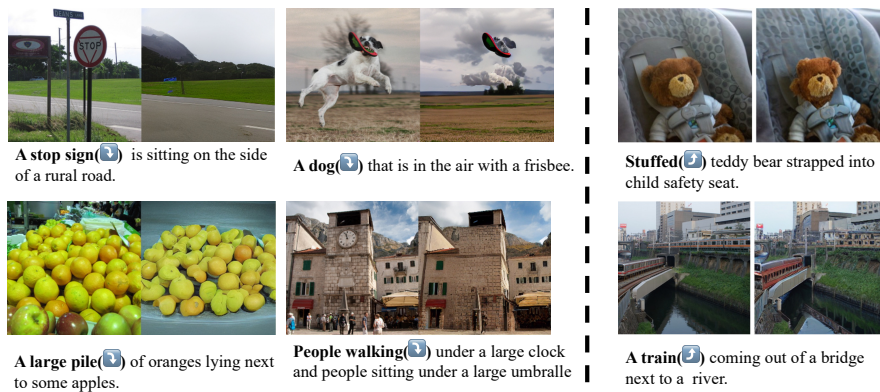 STOP
A stop sign(⤵) is sitting on the side
of a rural road.
A dog(⤵) that is in the air with a frisbee.
Stuffed(⤴) teddy bear strapped into
child safety seat.
A large pile(⤵) of oranges lying next
to some apples.
People walking(⤵) under a large clock
and people sitting under a large umbralle
A train(⤴) coming out of a bridge
next to a river.